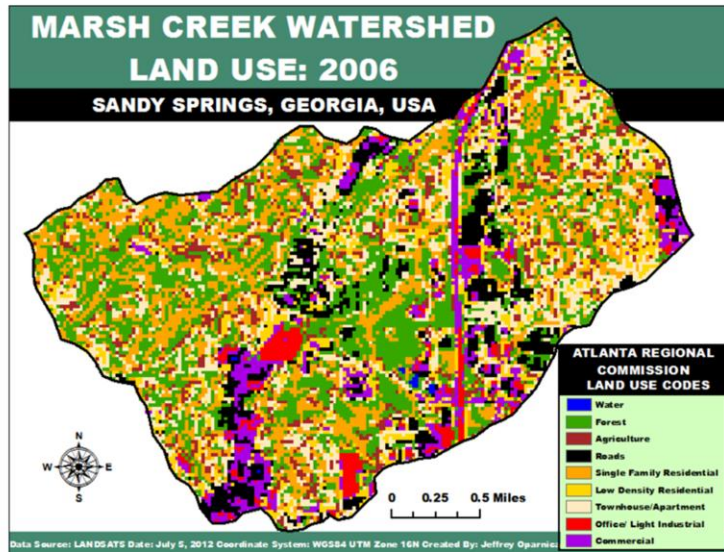 MARSH CREEK WATERSHED
LAND USE: 2006
SANDY SPRINGS, GEORGIA, USA
ATLANTA REGIONAL
COMMISSION
LAND USE CODES
Water
Forest
Agriculture
Roads
Single Family Residential
Low Density Residential
Townhouse/Apartment
Office/ Light Industrial
Commercial
N
W E
S
0 0.25 0.5 Miles
Data Source: LANDSAT5 Date: July 5, 2012 Coordinate System: WGS84 UTM Zone 16N Created By: Jeffrey